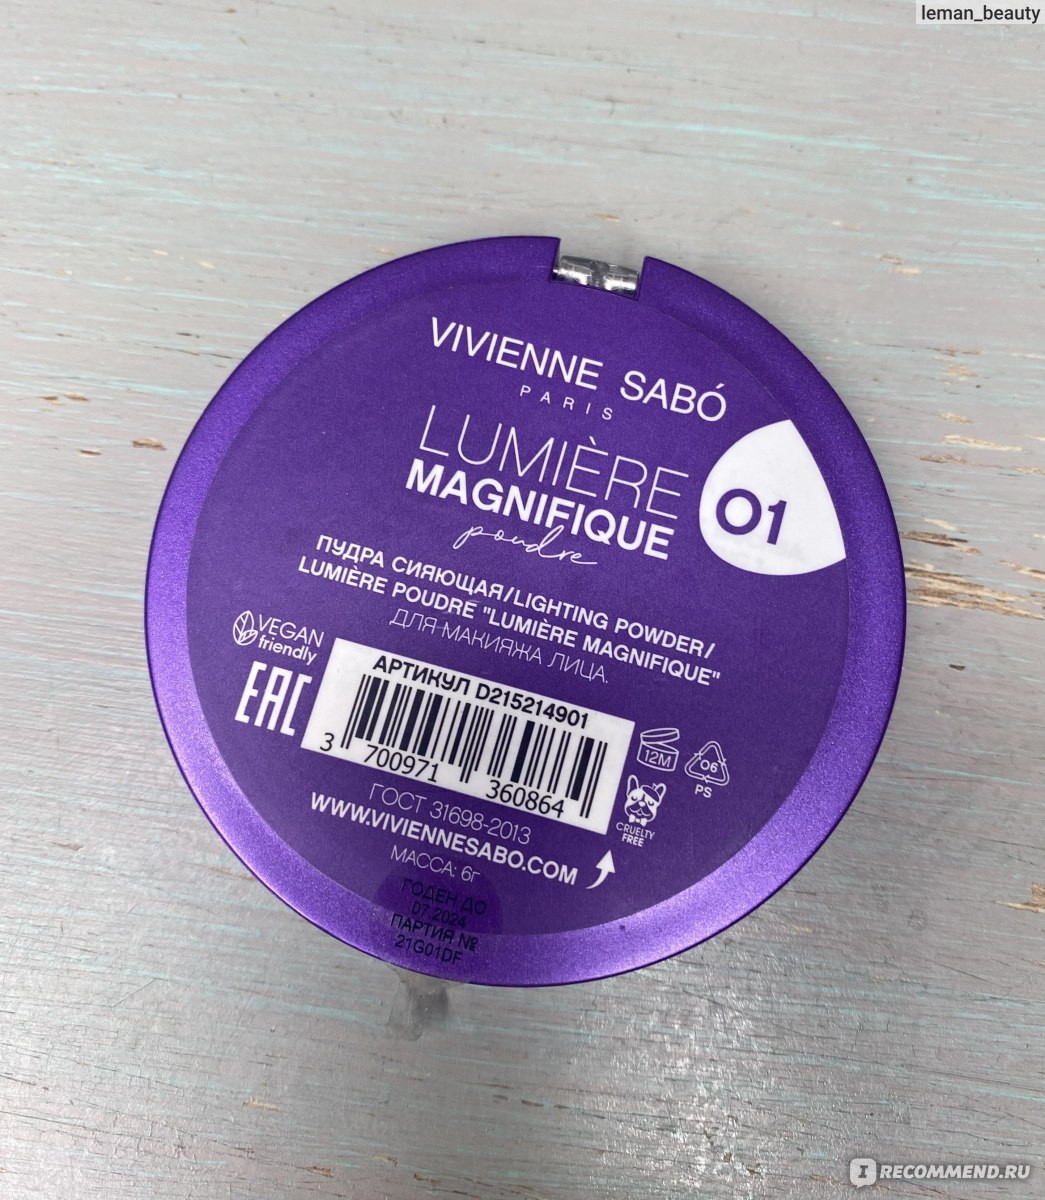 leman_beauty
VIVIENNE SABÓ
PARIS
LUMIÈRE
MAGNIFIQUE
poudre
01
ПУДРА СИЯЮЩАЯ/LIGHTING POWDER/
LUMIÈRE POUDRE "LUMIÈRE MAGNIFIQUE"
ДЛЯ МАКИЯЖА ЛИЦА.
VEGAN
friendly
EAC
АРТИКУЛ D215214901
3 700971 360864
12M
06
PS
CRUELTY
FREE
ГОСТ 31698-2013
WWW.VIVIENNESABO.COM
МАССА: 6г
ГОДЕН ДО
07.2024
ПАРТИЯ №
21G01DF
IRECOMMEND.RU